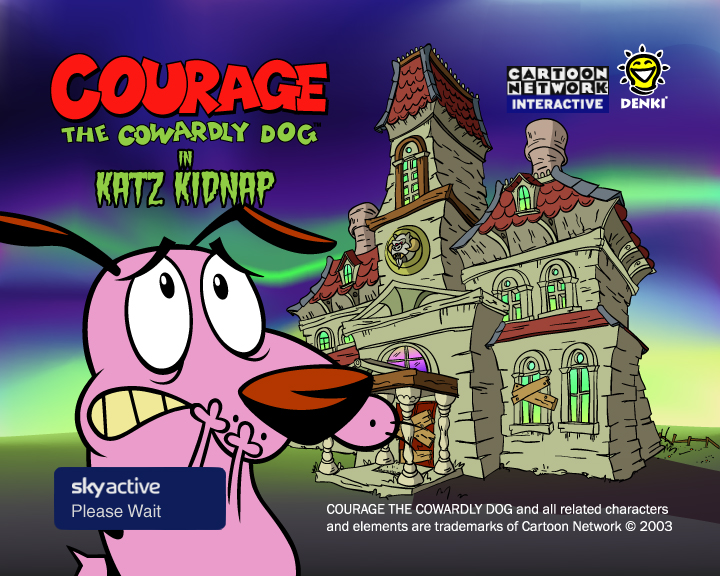 COURAGE
THE COWARDLY DOG™
IN
KATZ KIDNAP
CARTOON
NETWORK
INTERACTIVE
DENKI
skyactive
Please Wait
COURAGE THE COWARDLY DOG and all related characters
and elements are trademarks of Cartoon Network © 2003